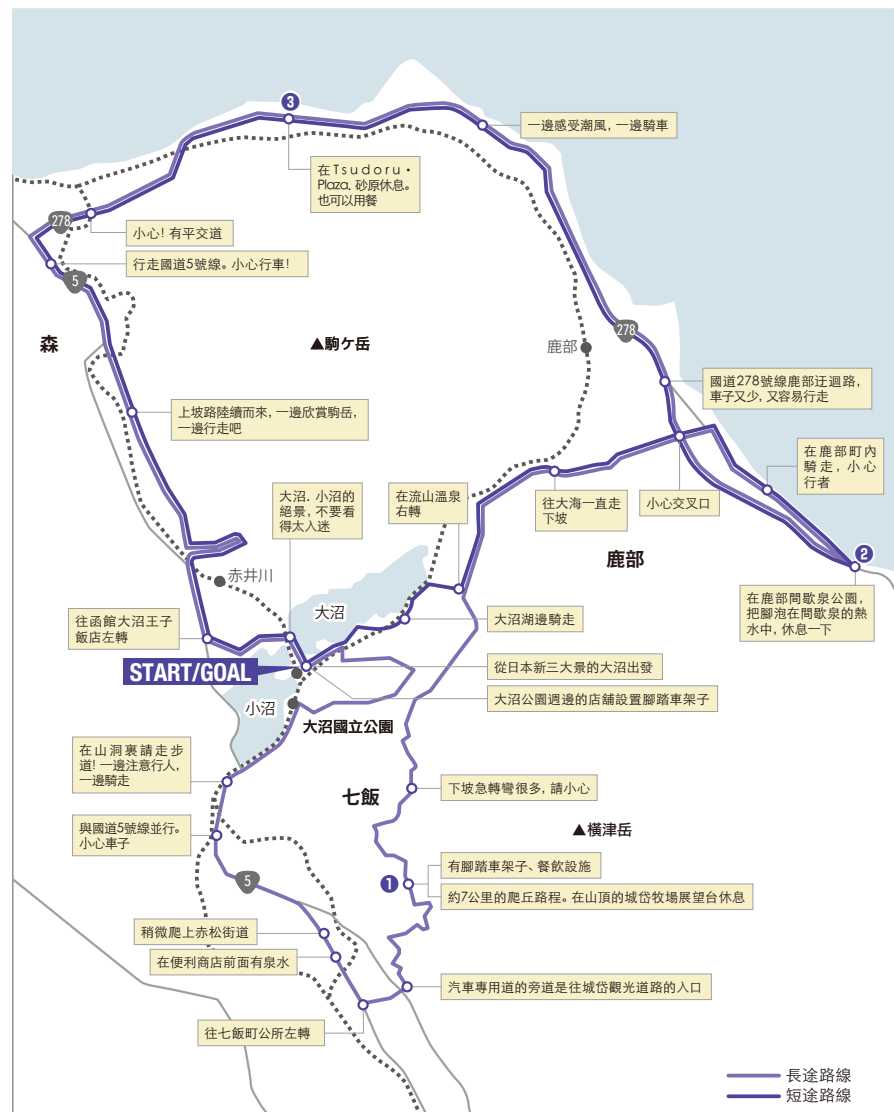 3
一邊感受潮風，一邊騎車
在Tsudoru・
Plaza，砂原休息。
也可以用餐
278
小心！有平交道
行走國道5號線。小心行車！
5
森
▲駒ケ岳
鹿部
278
國道278號線鹿部迂迴路，
車子又少，又容易行走
上坡路陸續而來，一邊欣賞駒岳，
一邊行走吧
在鹿部町內
騎走，小心
行者
大沼．小沼的
絕景，不要看
得太入迷
在流山溫泉
右轉
往大海一直走
下坡
小心交叉口
鹿部
2
赤井川
在鹿部間歇泉公園，
把腳泡在間歇泉的熱
水中，休息一下
往函館大沼王子
飯店左轉
大沼
大沼湖邊騎走
START/GOAL
從日本新三大景的大沼出發
大沼公園週邊的店舖設置腳踏車架子
小沼
大沼國立公園
在山洞裏請走步
道！一邊注意行人，
一邊騎走
七飯
下坡急轉彎很多，請小心
與國道5號線並行。
小心車子
▲橫津岳
5
1
有腳踏車架子、餐飲設施
約7公里的爬丘路程。在山頂的城岱牧場展望台休息
稍微爬上赤松街道
在便利商店前面有泉水
汽車專用道的旁道是往城岱觀光道路的入口
往七飯町公所左轉
長途路線
短途路線